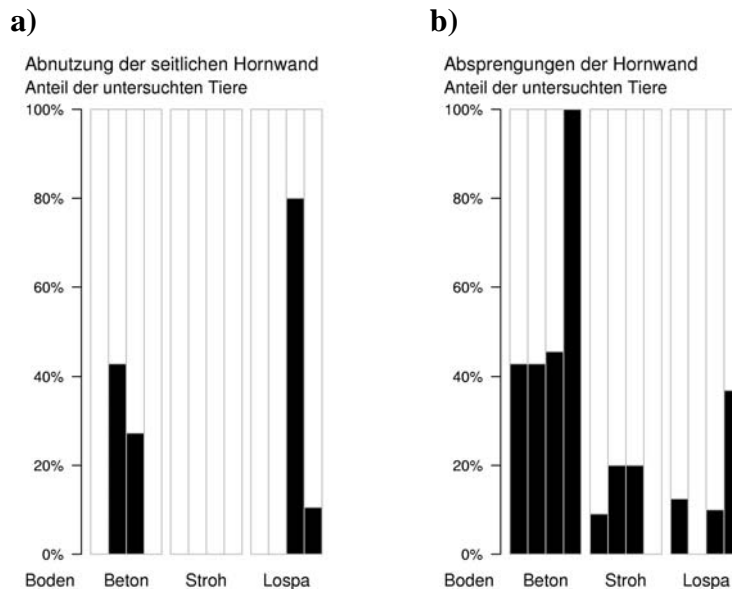 a)
Abnutzung der seitlichen Hornwand
Anteil der untersuchten Tiere
100%
80%
60%
40%
20%
0%
Boden Beton Stroh Lospa
b)
Absprengungen der Hornwand
Anteil der untersuchten Tiere
100%
80%
60%
40%
20%
0%
Boden Beton Stroh Lospa